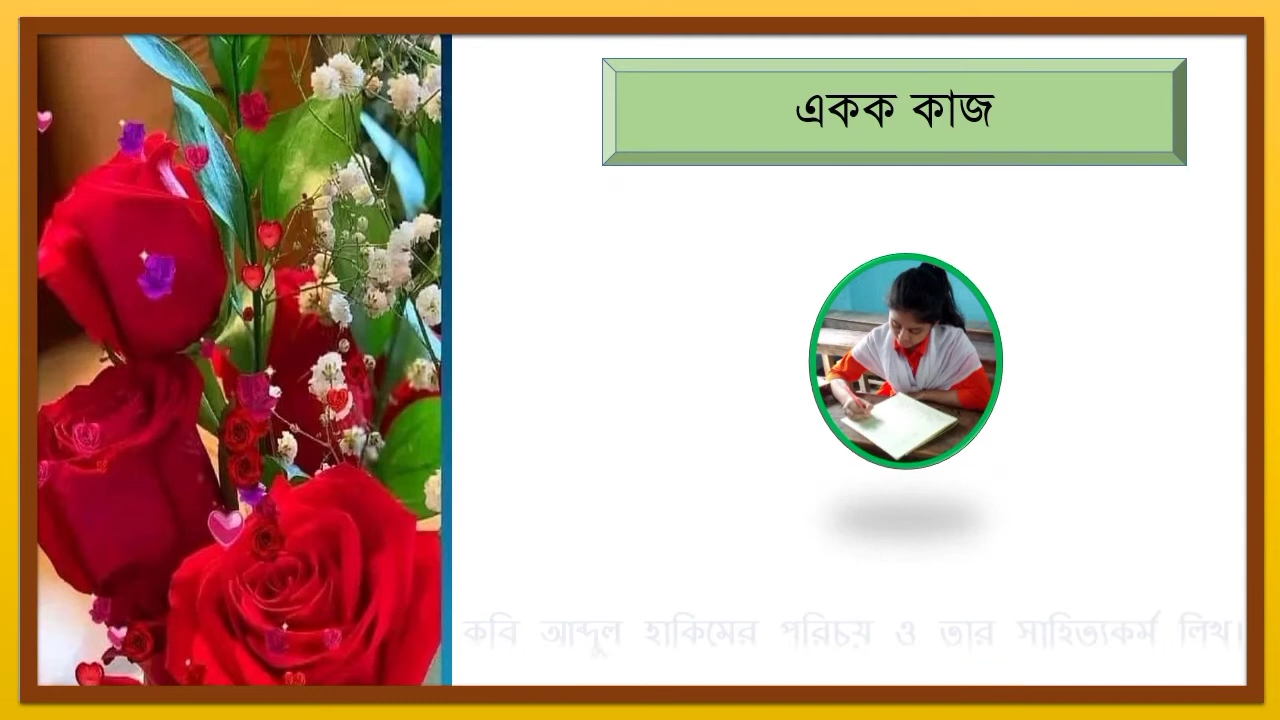 একক কাজ
কবি আব্দুল হাকিমের পরিচয় ও তার সাহিত্যকর্ম লিখ।